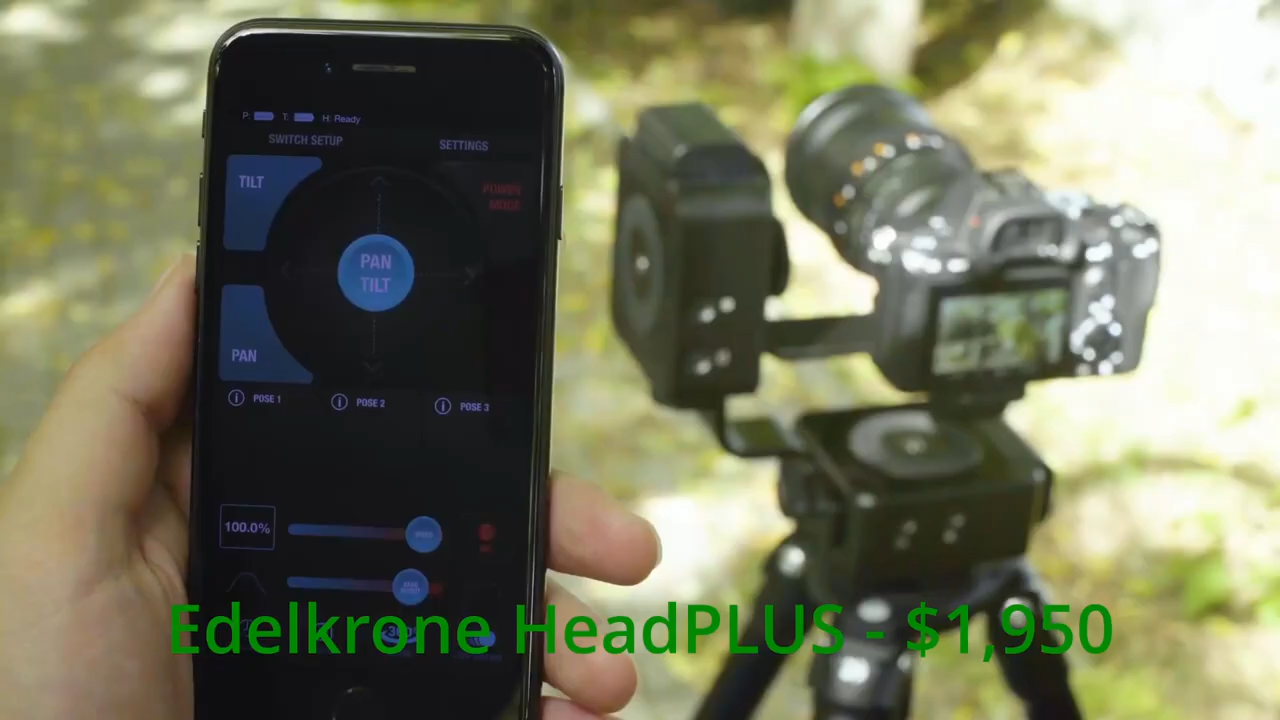 P: T: H: Ready
SWITCH SETUP SETTINGS
TILT
POWER
MODE
PAN
TILT
PAN
POSE 1 POSE 2 POSE 3
100.0%
SPEED
Edelkrone HeadPLUS - $1,950